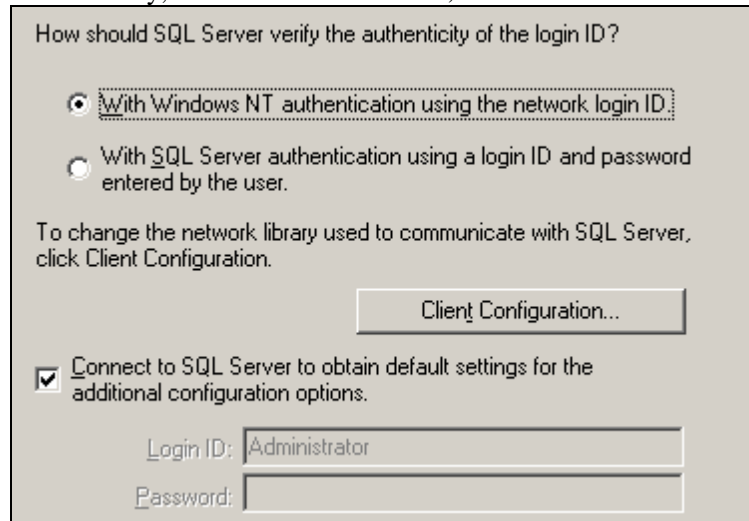 How should SQL Server verify the authenticity of the login ID?
With Windows NT authentication using the network login ID.
With SQL Server authentication using a login ID and password
entered by the user.
To change the network library used to communicate with SQL Server,
click Client Configuration.
Client Configuration...
Connect to SQL Server to obtain default settings for the
additional configuration options.
Login ID: Administrator
Password: